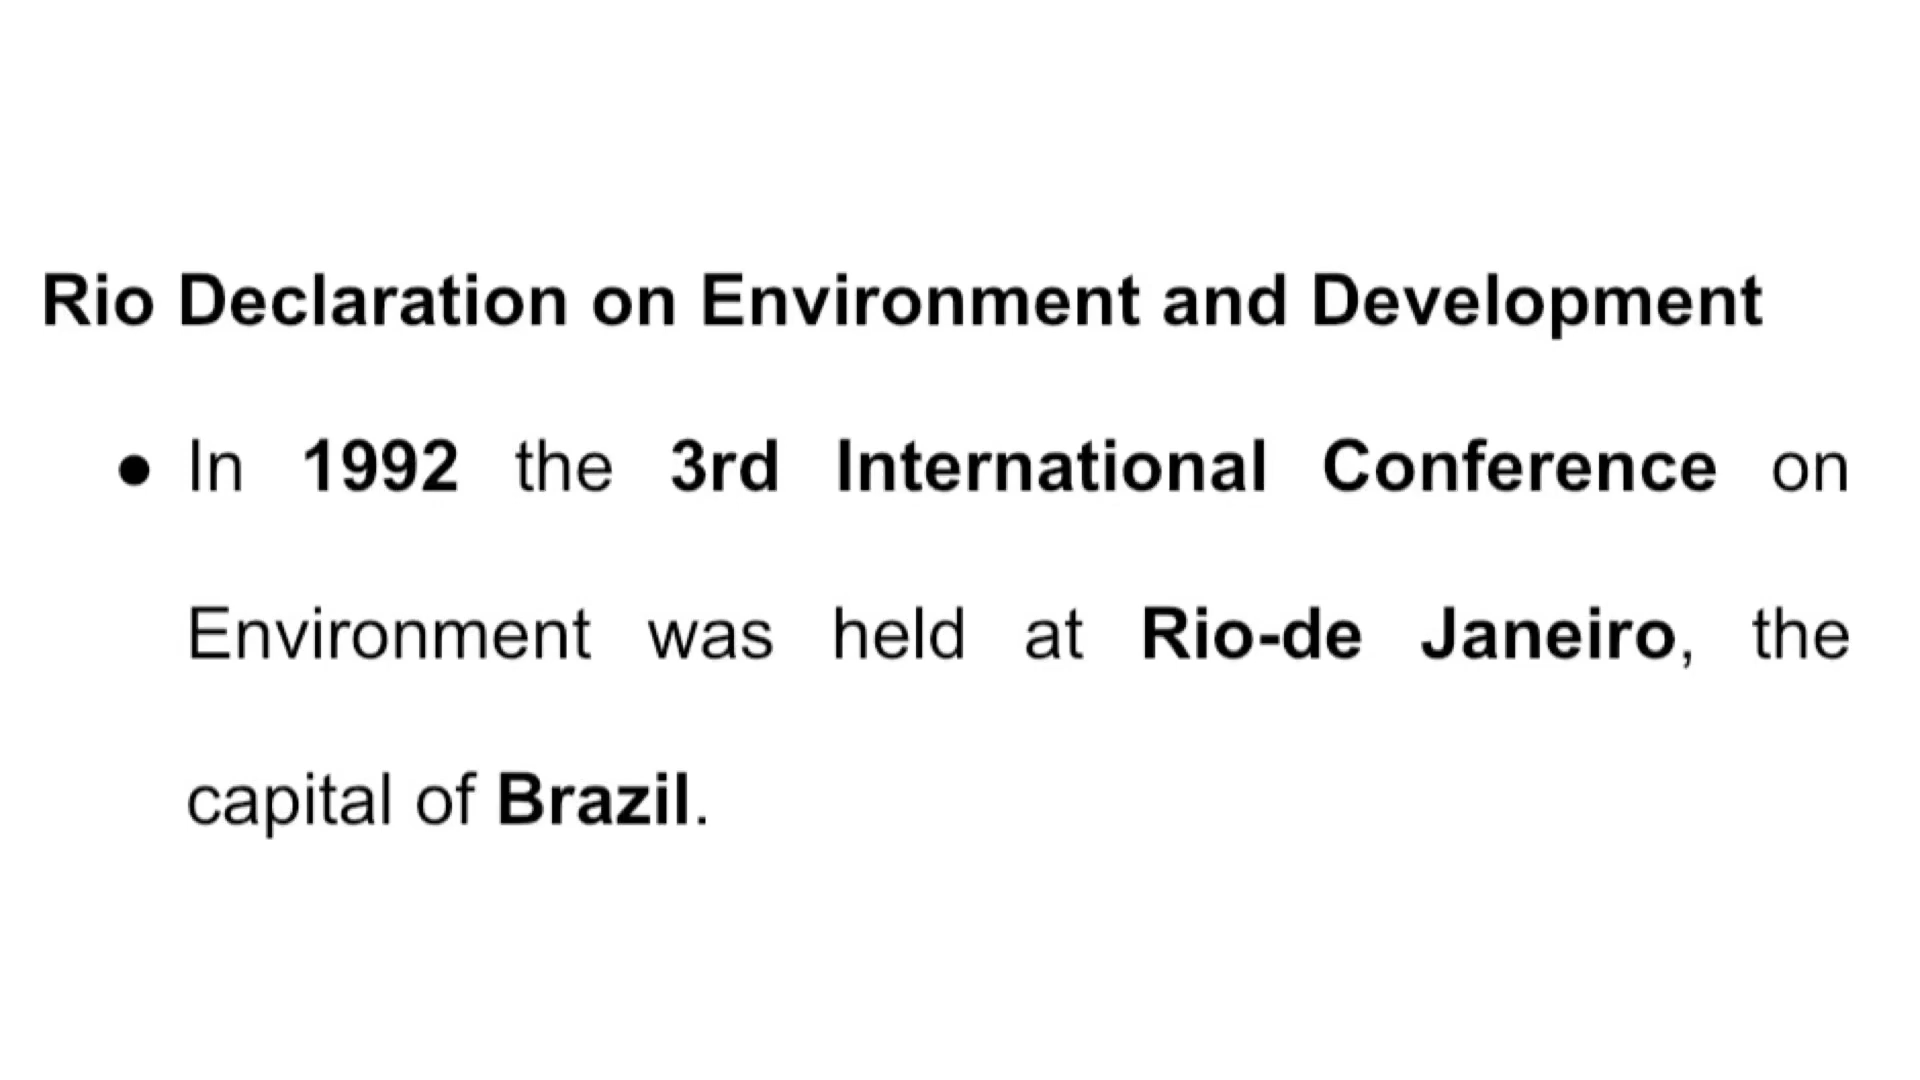 Rio Declaration on Environment and Development
● In 1992 the 3rd International Conference on
Environment was held at Rio-de Janeiro, the
capital of Brazil.